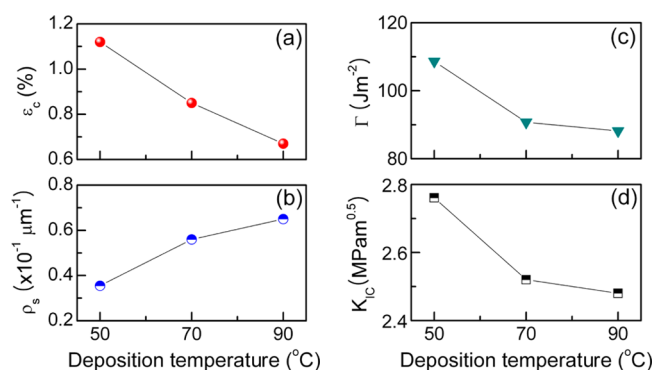 1.2
1.0
0.8
0.6
ε_c (%)
(a)
0.8
0.6
0.4
0.2
ρ_s (x10⁻¹ μm⁻¹)
(b)
50 70 90
Deposition temperature (°C)
120
100
80
Γ (Jm⁻²)
(c)
2.8
2.6
2.4
K_IC (MPam^0.5)
(d)
50 70 90
Deposition temperature (°C)